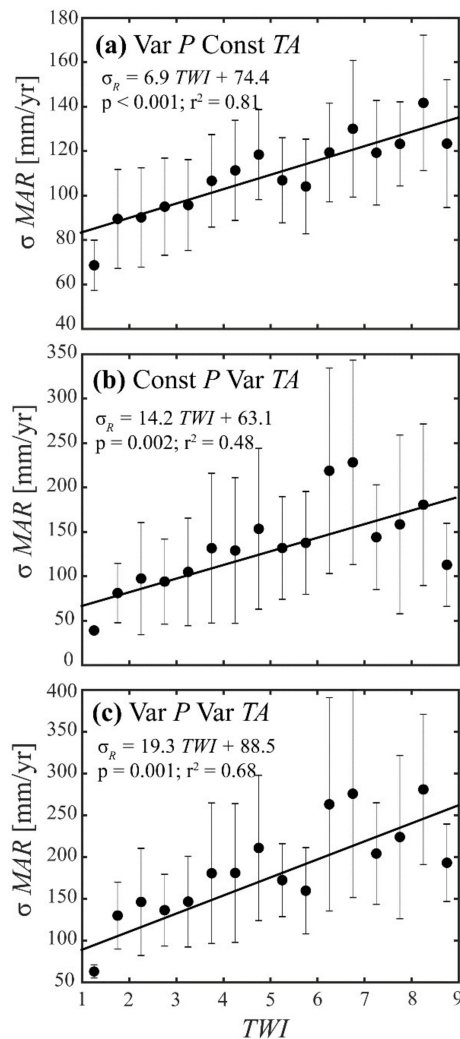 180
(a) Var P Const TA
160
σR = 6.9 TWI + 74.4
140
p < 0.001; r² = 0.81
120
100
80
60
40
σ MAR [mm/yr]
350
(b) Const P Var TA
300
σR = 14.2 TWI + 63.1
250
p = 0.002; r² = 0.48
200
150
100
50
0
σ MAR [mm/yr]
400
(c) Var P Var TA
350
σR = 19.3 TWI + 88.5
300
p = 0.001; r² = 0.68
250
200
150
100
50
σ MAR [mm/yr]
1 2 3 4 5 6 7 8 9
TWI